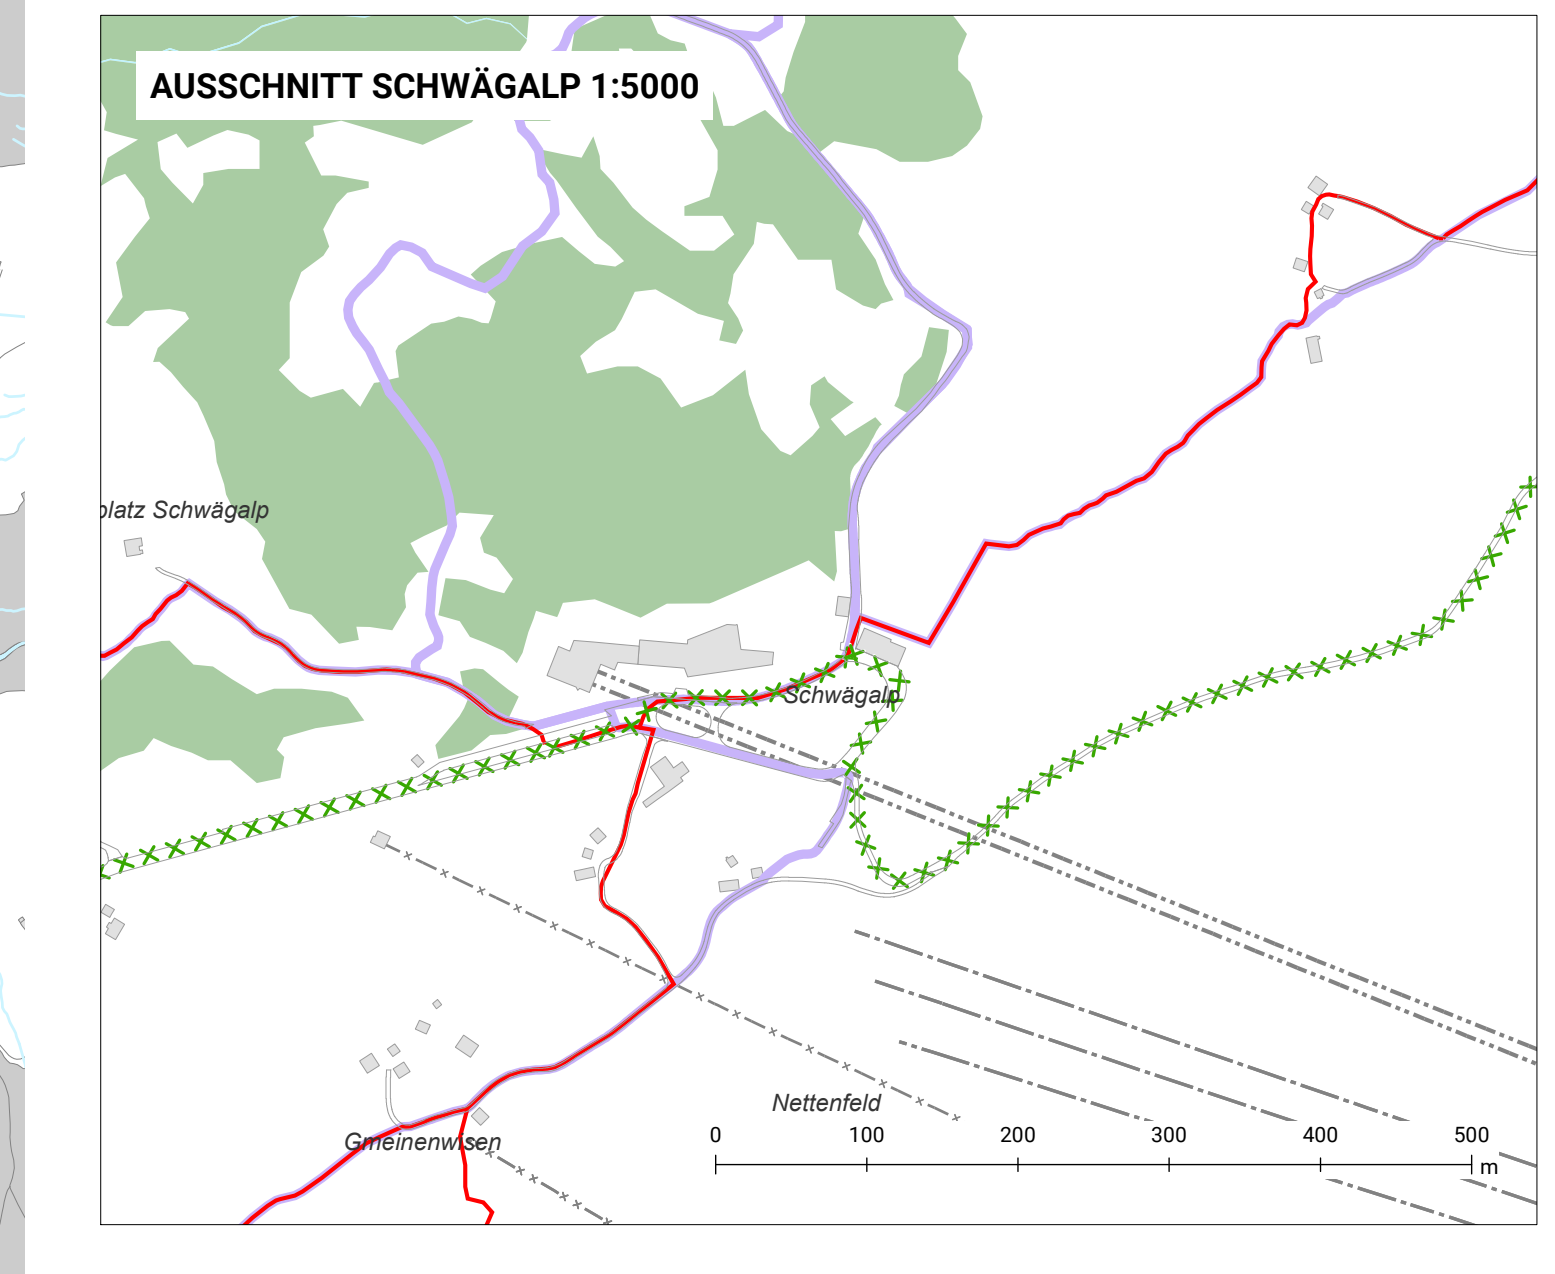 AUSSCHNITT SCHWÄGALP 1:5000
platz Schwägalp
Schwägalp
Nettenfeld
Gmeinenwisen
0 100 200 300 400 500
m